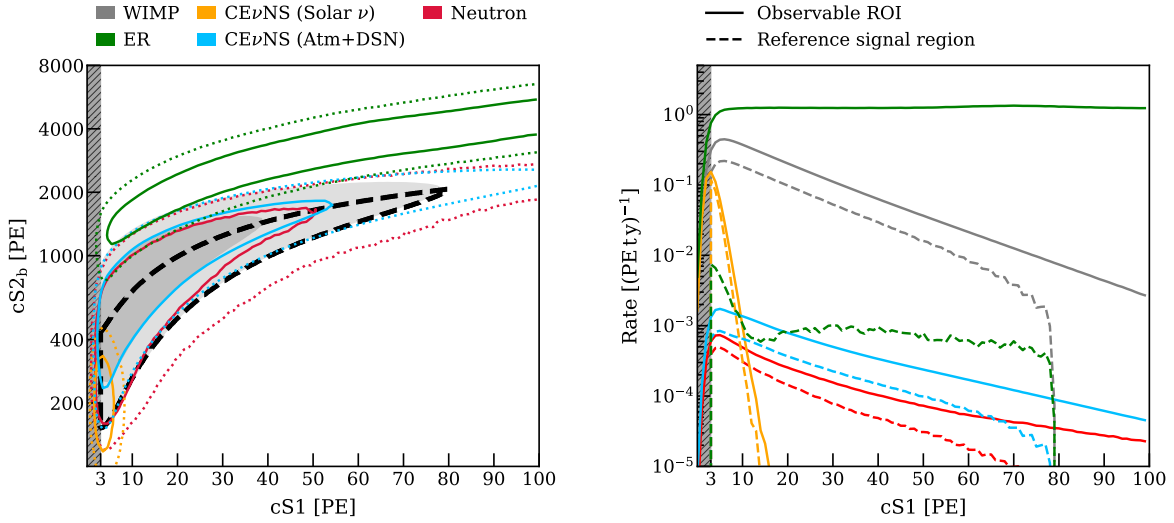 WIMP CEνNS (Solar ν) Neutron
ER CEνNS (Atm+DSN)
8000
4000
2000
1000
400
200
cS2b [PE]
3 10 20 30 40 50 60 70 80 90 100
cS1 [PE]
Observable ROI
Reference signal region
10⁰
10⁻¹
10⁻²
10⁻³
10⁻⁴
10⁻⁵
Rate [(PE t y)⁻¹]
3 10 20 30 40 50 60 70 80 90 100
cS1 [PE]